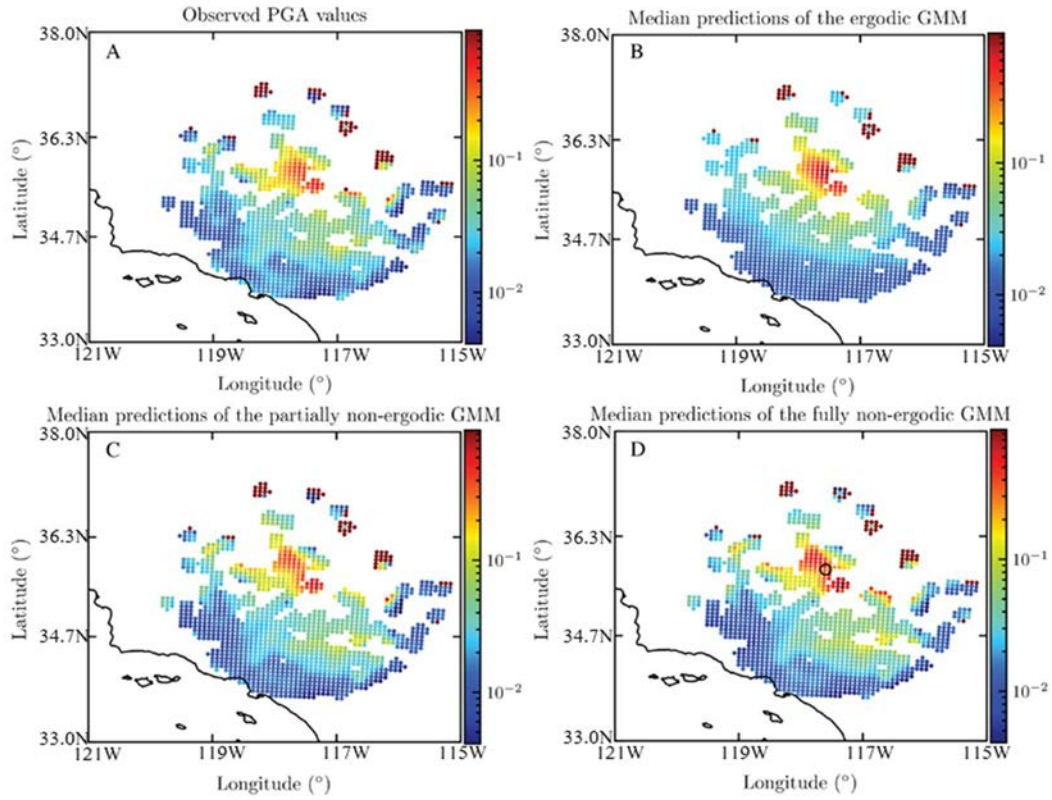 Observed PGA values
A
38.0N
36.3N
34.7N
33.0N
Latitude (°)
121W
119W
117W
115W
Longitude (°)
10⁻¹
10⁻²
Median predictions of the ergodic GMM
B
38.0N
36.3N
34.7N
33.0N
Latitude (°)
121W
119W
117W
115W
Longitude (°)
10⁻¹
10⁻²
Median predictions of the partially non-ergodic GMM
C
38.0N
36.3N
34.7N
33.0N
Latitude (°)
121W
119W
117W
115W
Longitude (°)
10⁻¹
10⁻²
Median predictions of the fully non-ergodic GMM
D
38.0N
36.3N
34.7N
33.0N
Latitude (°)
121W
119W
117W
115W
Longitude (°)
10⁻¹
10⁻²